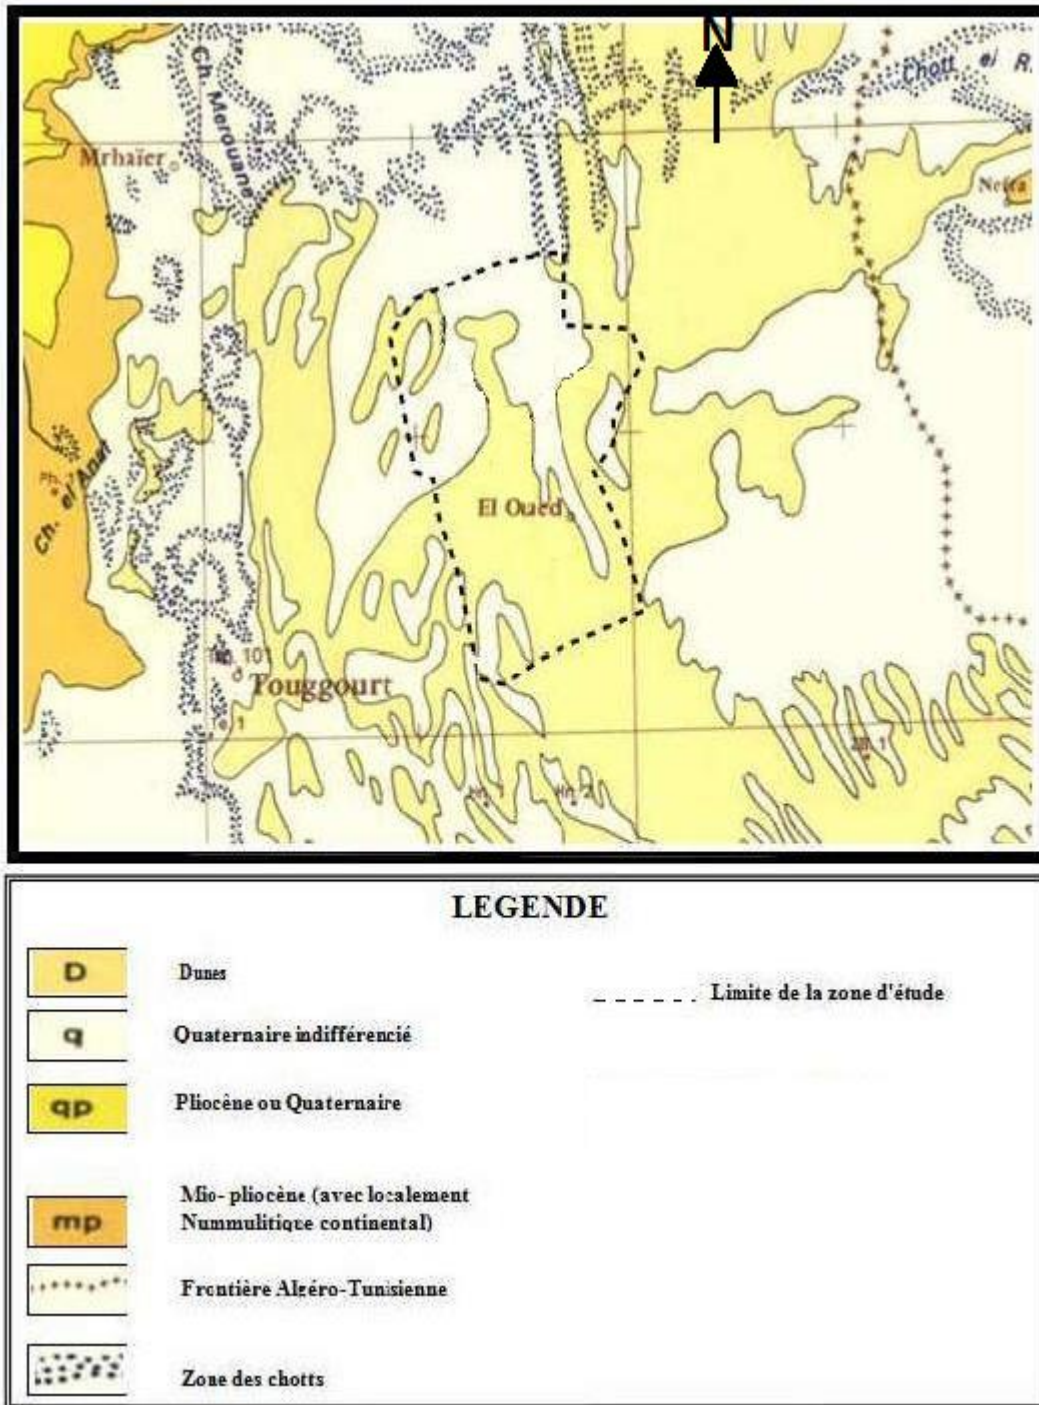 N
Ch. Merouane
Chott el R.
Mrhaïer
Nefta
Ch. el Anat
El Oued
101
Touggourt
LEGENDE
D Dunes
Limite de la zone d'étude
q Quaternaire indifférencié
qp Pliocène ou Quaternaire
mp Mio- pliocène (avec localement
Nummulitique continental)
Frontière Algéro-Tunisienne
Zone des chotts